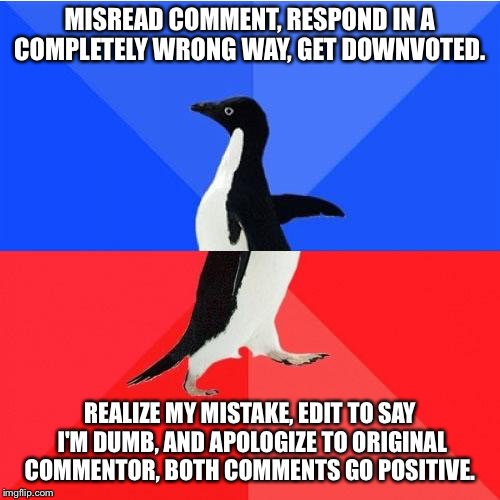 MISREAD COMMENT, RESPOND IN A
COMPLETELY WRONG WAY, GET DOWNVOTED.
REALIZE MY MISTAKE, EDIT TO SAY
I'M DUMB, AND APOLOGIZE TO ORIGINAL
COMMENTOR, BOTH COMMENTS GO POSITIVE.
imgflip.com